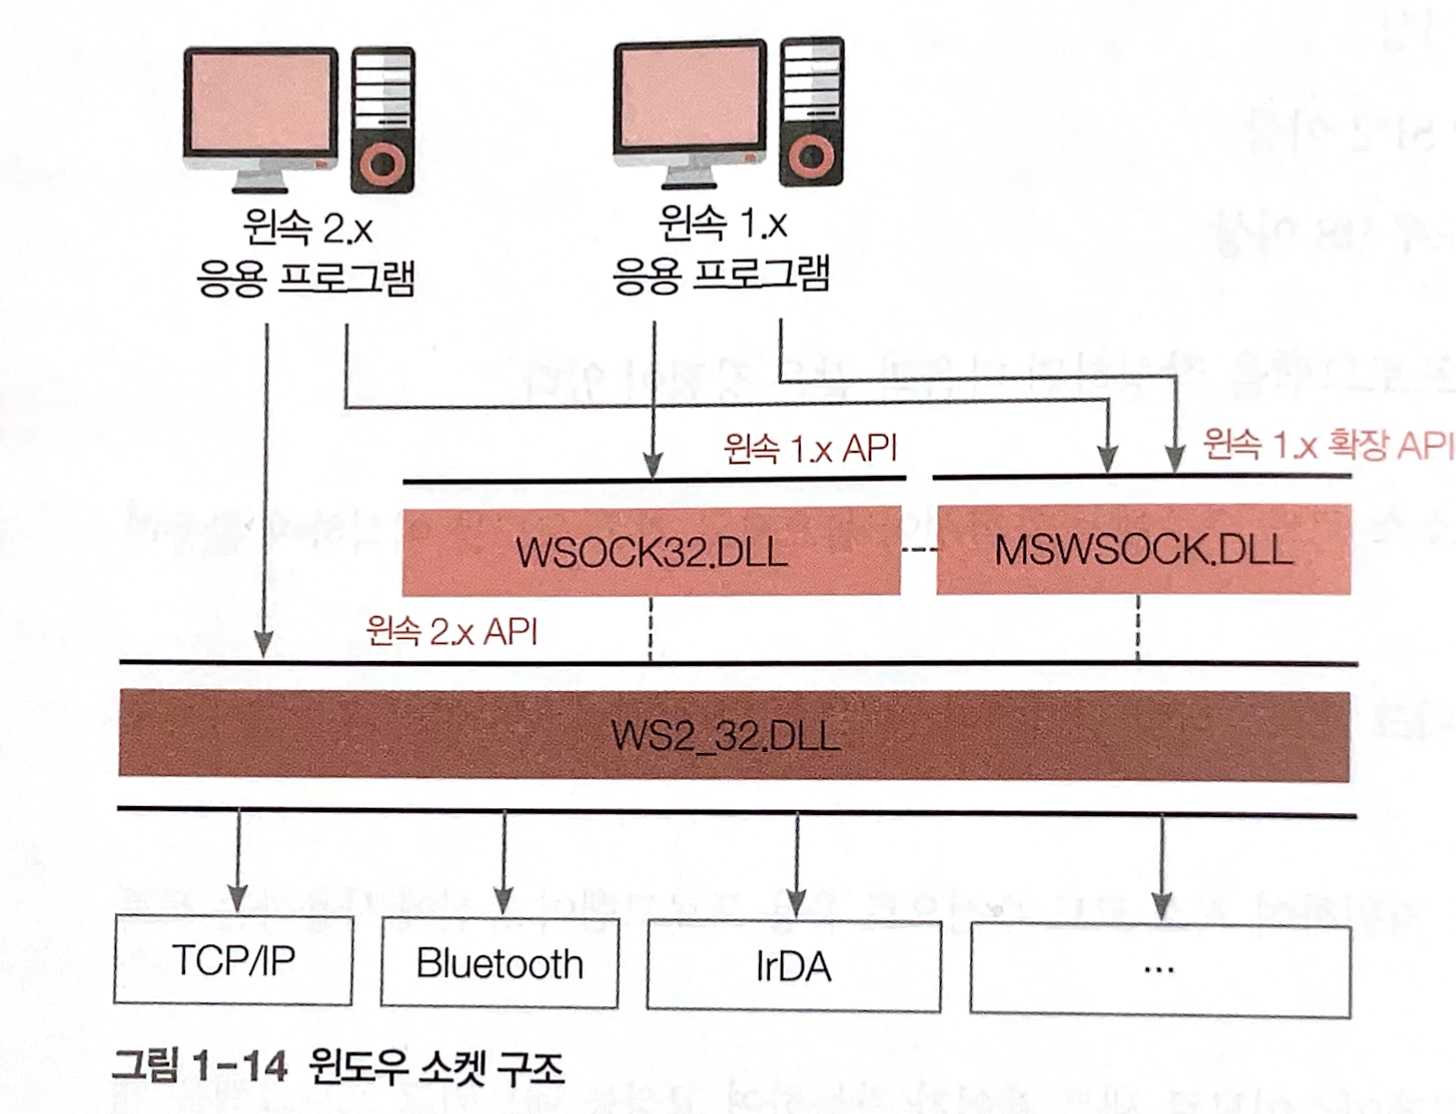 윈속 2.x
응용 프로그램
윈속 1.x
응용 프로그램
윈속 1.x API
윈속 1.x 확장 API
WSOCK32.DLL
MSWSOCK.DLL
윈속 2.x API
WS2_32.DLL
TCP/IP
Bluetooth
IrDA
...
그림 1-14 윈도우 소켓 구조